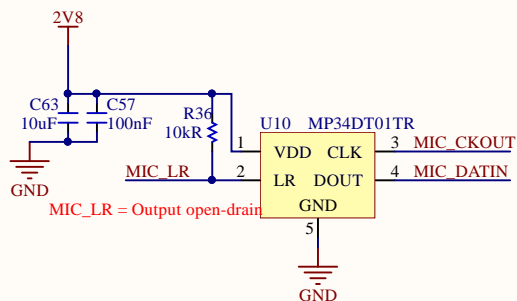 2V8
C63
10uF
C57
100nF
R36
10kR
U10 MP34DT01TR
1 VDD CLK 3 MIC_CKOUT
MIC_LR 2 LR DOUT 4 MIC_DATIN
GND
MIC_LR = Output open-drain
GND
5
GND